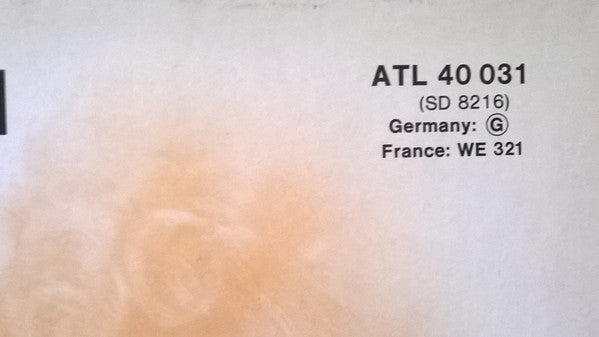 ATL 40 031
(SD 8216)
Germany: Ⓖ
France: WE 321